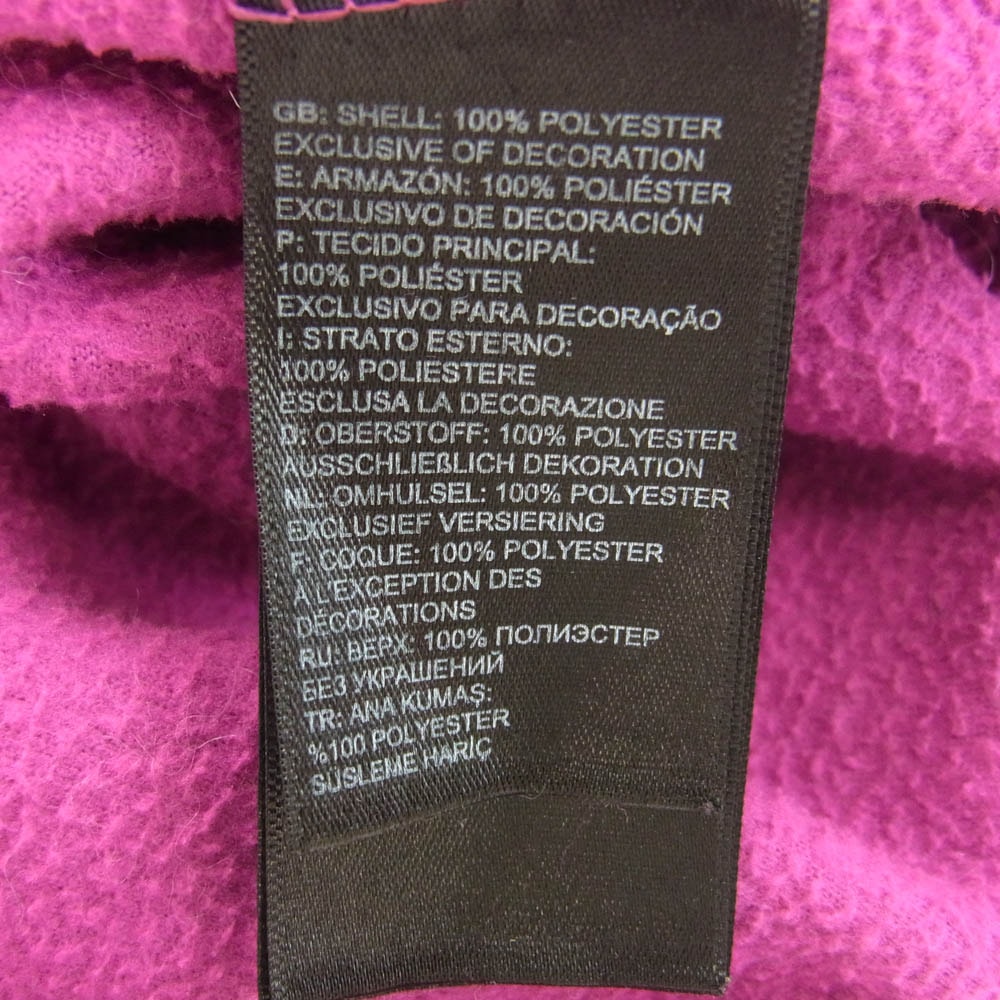 GB: SHELL: 100% POLYESTER
EXCLUSIVE OF DECORATION
E: ARMAZÓN: 100% POLIÉSTER
EXCLUSIVO DE DECORACIÓN
P: TECIDO PRINCIPAL:
100% POLIÉSTER
EXCLUSIVO PARA DECORAÇÃO
I: STRATO ESTERNO:
100% POLIESTERE
ESCLUSA LA DECORAZIONE
D: OBERSTOFF: 100% POLYESTER
AUSSCHLIEßLICH DEKORATION
NL: OMHULSEL: 100% POLYESTER
EXCLUSIEF VERSIERING
F: COQUE: 100% POLYESTER
A L'EXCEPTION DES
DÉCORATIONS
RU: ВЕРХ: 100% ПОЛИЭСТЕР
БЕЗ УКРАШЕНИЙ
TR: ANA KUMAŞ:
%100 POLYESTER
SÜSLEME HARİÇ